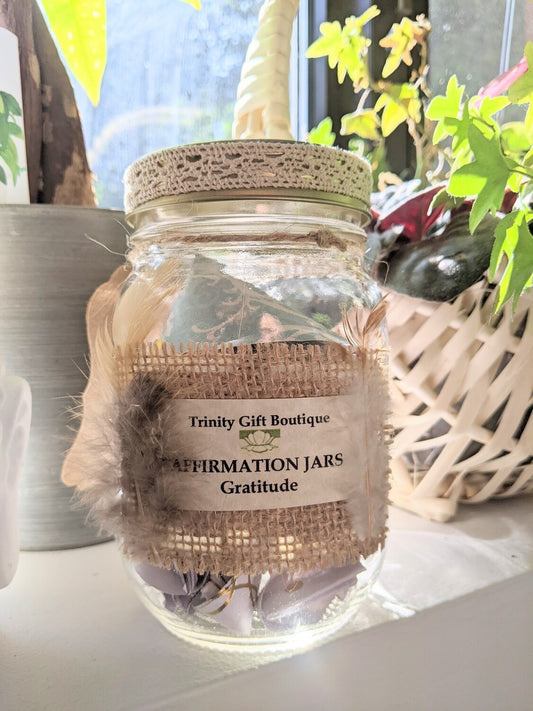 Trinity Gift Boutique
AFFIRMATION JARS
Gratitude